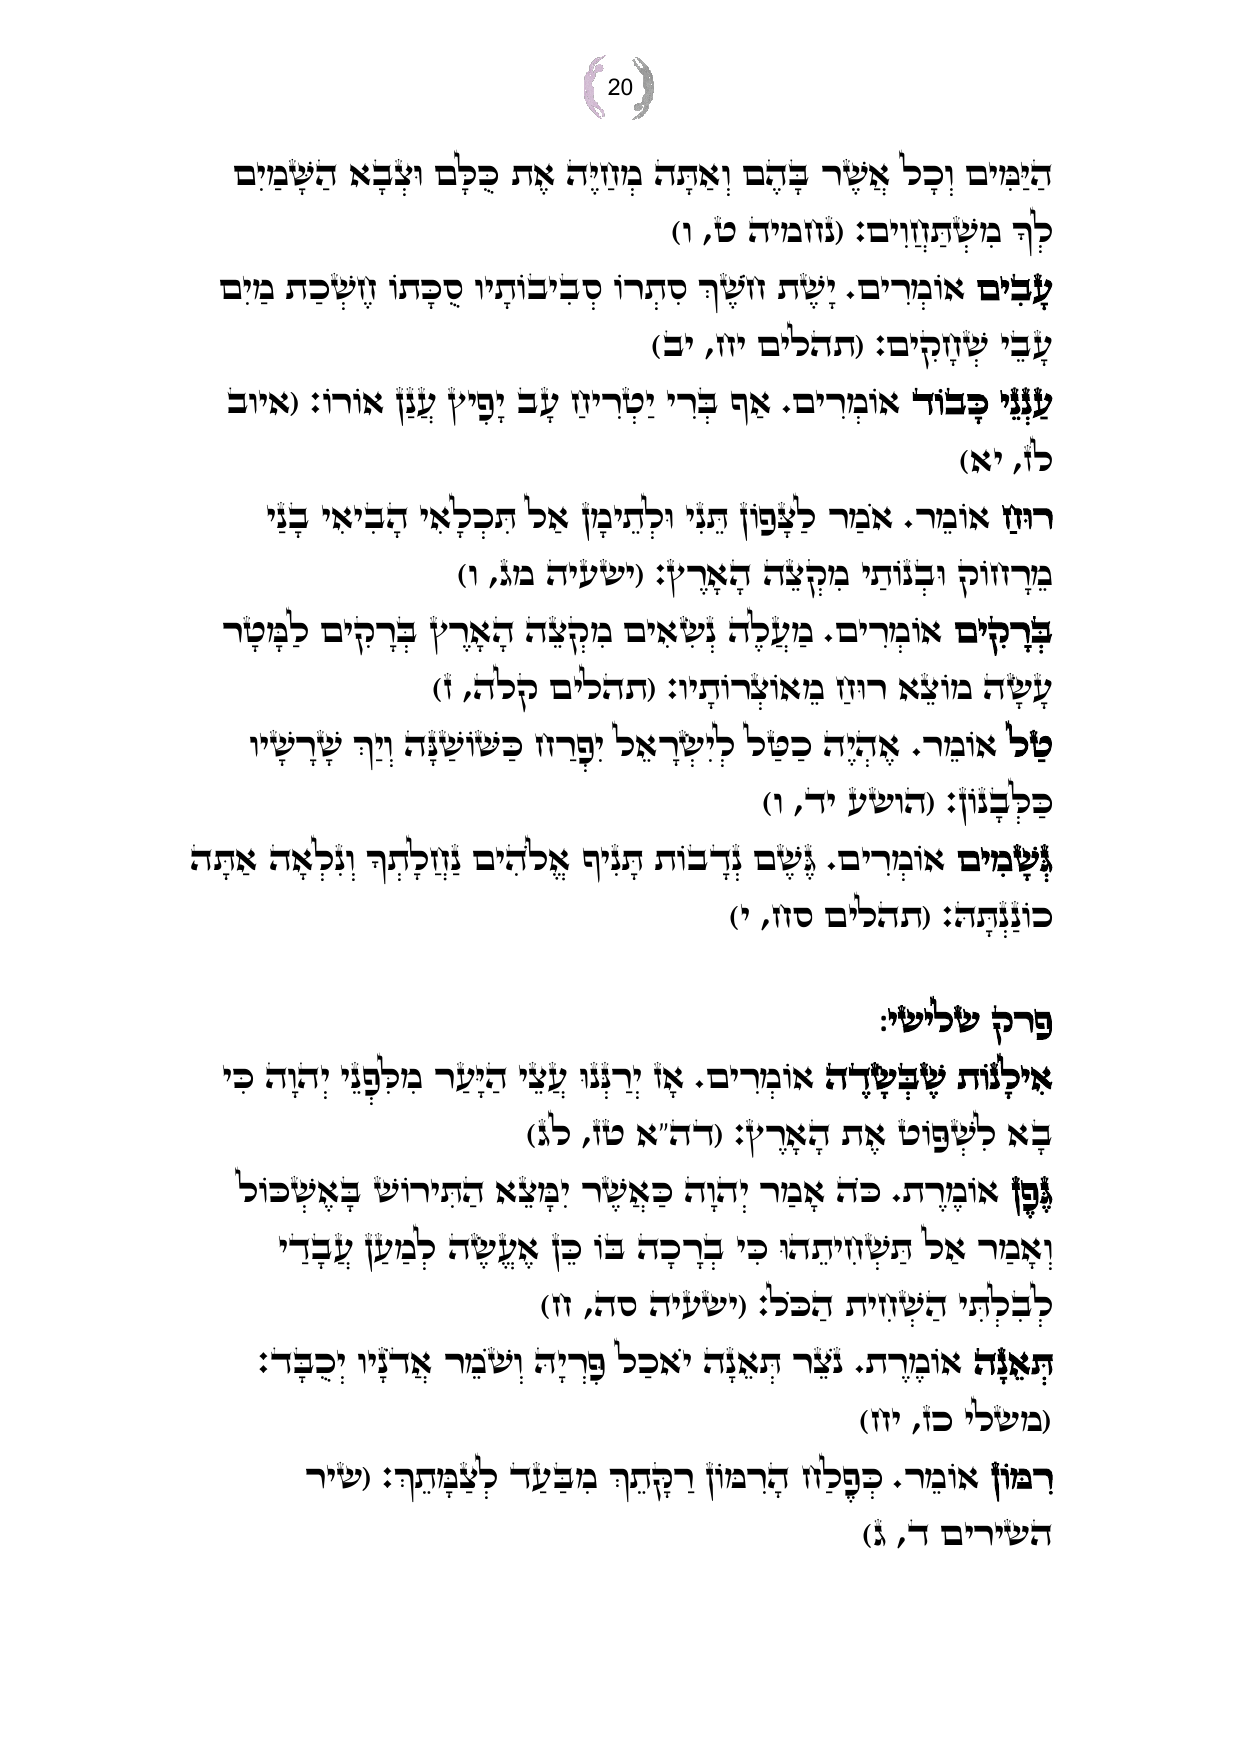 20
הַיַּמִּים וְכָל אֲשֶׁר בָּהֶם וְאַתָּה מְחַיֶּה אֶת כֻּלָּם וּצְבָא הַשָּׁמַיִם
לְךָ מִשְׁתַּחֲוִים: (נחמיה ט, ו)
עָבִים אוֹמְרִים. יָשֶׁת חֹשֶׁךְ סִתְרוֹ סְבִיבוֹתָיו סֻכָּתוֹ חֶשְׁכַת מַיִם
עָבֵי שְׁחָקִים: (תהלים יח, יב)
עַנְנֵי כָּבוֹד אוֹמְרִים. אַף בְּרִי יַטְרִיחַ עָב יָפִיץ עֲנַן אוֹרוֹ: (איוב
לז, יא)
רוּחַ אוֹמֵר. אֹמַר לַצָּפוֹן תֵּנִי וּלְתֵימָן אַל תִּכְלָאִי הָבִיאִי בָנַי
מֵרָחוֹק וּבְנוֹתַי מִקְצֵה הָאָרֶץ: (ישעיה מג, ו)
בְּרָקִים אוֹמְרִים. מַעֲלֶה נְשִׂאִים מִקְצֵה הָאָרֶץ בְּרָקִים לַמָּטָר
עָשָׂה מוֹצֵא רוּחַ מֵאוֹצְרוֹתָיו: (תהלים קלה, ז)
טַל אוֹמֵר. אֶהְיֶה כַטַּל לְיִשְׂרָאֵל יִפְרַח כַּשּׁוֹשַׁנָּה וְיַךְ שָׁרָשָׁיו
כַּלְּבָנוֹן: (הושע יד, ו)
גְּשָׁמִים אוֹמְרִים. גֶּשֶׁם נְדָבוֹת תָּנִיף אֱלֹהִים נַחֲלָתְךָ וְנִלְאָה אַתָּה
כוֹנַנְתָּהּ: (תהלים סח, י)
פרק שלישי:
אִילָנוֹת שֶׁבְּשָׂדֶה אוֹמְרִים. אָז יְרַנְּנוּ עֲצֵי הַיָּעַר מִלִּפְנֵי יְהוָה כִּי
בָא לִשְׁפּוֹט אֶת הָאָרֶץ: (דה"א טז, לג)
גֶּפֶן אוֹמֶרֶת. כֹּה אָמַר יְהוָה כַּאֲשֶׁר יִמָּצֵא הַתִּירוֹשׁ בָּאֶשְׁכּוֹל
וְאָמַר אַל תַּשְׁחִיתֵהוּ כִּי בְרָכָה בּוֹ כֵּן אֶעֱשֶׂה לְמַעַן עֲבָדַי
לְבִלְתִּי הַשְׁחִית הַכֹּל: (ישעיה סה, ח)
תְּאֵנָה אוֹמֶרֶת. נֹצֵר תְּאֵנָה יֹאכַל פִּרְיָהּ וְשֹׁמֵר אֲדֹנָיו יְכֻבָּד:
(משלי כז, יח)
רִמּוֹן אוֹמֵר. כְּפֶלַח הָרִמּוֹן רַקָּתֵךְ מִבַּעַד לְצַמָּתֵךְ: (שיר
השירים ד, ג)